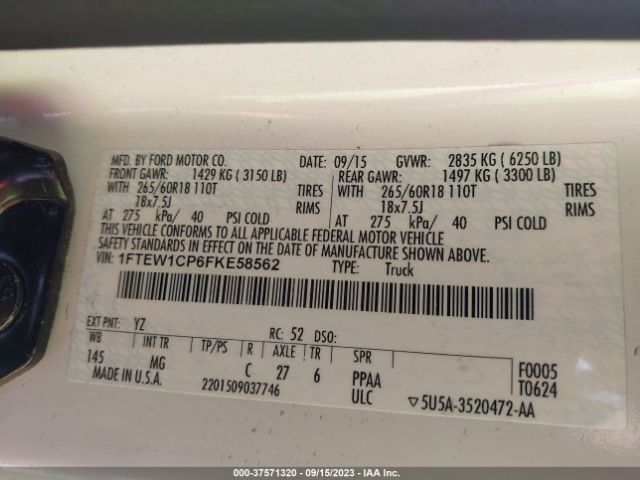 MFD. BY FORD MOTOR CO. DATE: 09/15 GVWR: 2835 KG ( 6250 LB)
FRONT GAWR: 1429 KG ( 3150 LB) REAR GAWR: 1497 KG ( 3300 LB)
WITH 265/60R18 110T TIRES WITH 265/60R18 110T TIRES
18x7.5J RIMS 18x7.5J RIMS
AT 275 kPa/ 40 PSI COLD AT 275 kPa/ 40 PSI COLD
THIS VEHICLE CONFORMS TO ALL APPLICABLE FEDERAL MOTOR VEHICLE
SAFETY STANDARDS IN EFFECT ON THE DATE OF MANUFACTURE SHOWN ABOVE.
VIN: 1FTEW1CP6FKE58562 TYPE: Truck
EXT PNT: YZ RC: 52 DSO:
WB INT TR TP/PS R AXLE TR SPR F0005
145 MG C 27 6 PPAA T0624
MADE IN U.S.A. 2201509037746 ULC ▽5U5A-3520472-AA
000-37571320 - 09/15/2023 - IAA Inc.